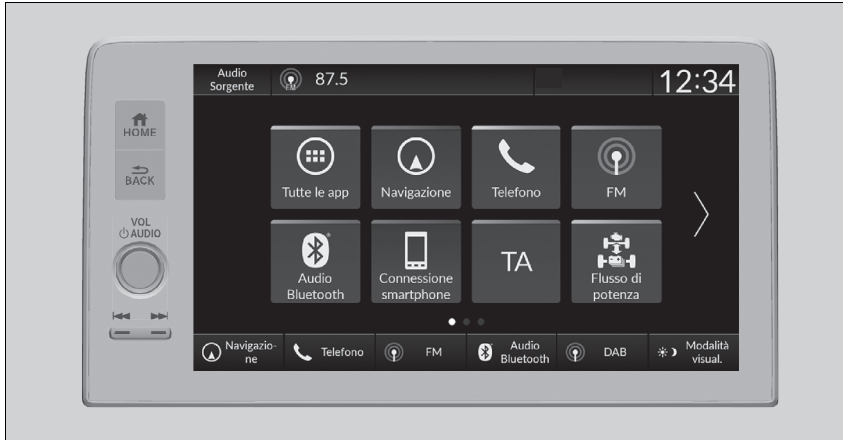 Audio
Sorgente
FM
87.5
12:34
HOME
BACK
VOL
AUDIO
Tutte le app
Navigazione
Telefono
FM
Audio
Bluetooth
Connessione
smartphone
TA
Flusso di
potenza
Navigazio-
ne
Telefono
FM
Audio
Bluetooth
DAB
Modalità
visual.